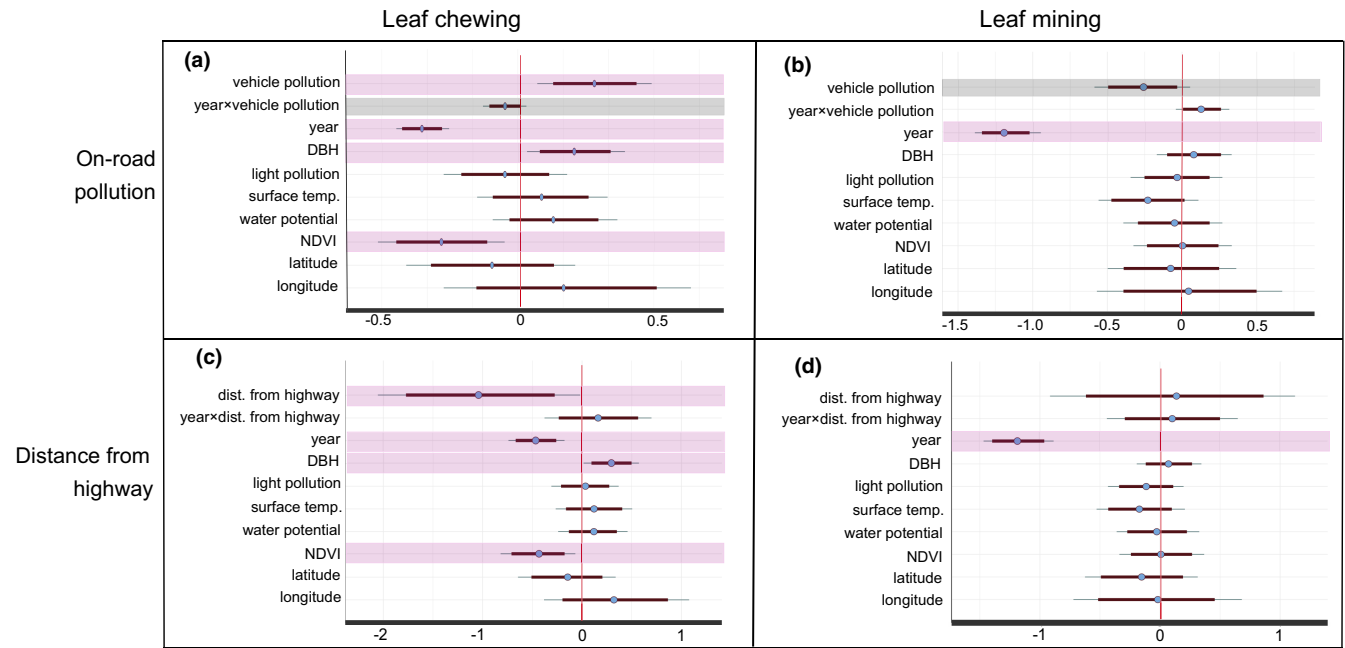 Leaf chewing
Leaf mining
On-road
pollution
(a)
vehicle pollution
year×vehicle pollution
year
DBH
light pollution
surface temp.
water potential
NDVI
latitude
longitude
-0.5 0 0.5
(b)
vehicle pollution
year×vehicle pollution
year
DBH
light pollution
surface temp.
water potential
NDVI
latitude
longitude
-1.5 -1.0 -0.5 0 0.5
Distance from
highway
(c)
dist. from highway
year×dist. from highway
year
DBH
light pollution
surface temp.
water potential
NDVI
latitude
longitude
-2 -1 0 1
(d)
dist. from highway
year×dist. from highway
year
DBH
light pollution
surface temp.
water potential
NDVI
latitude
longitude
-1 0 1